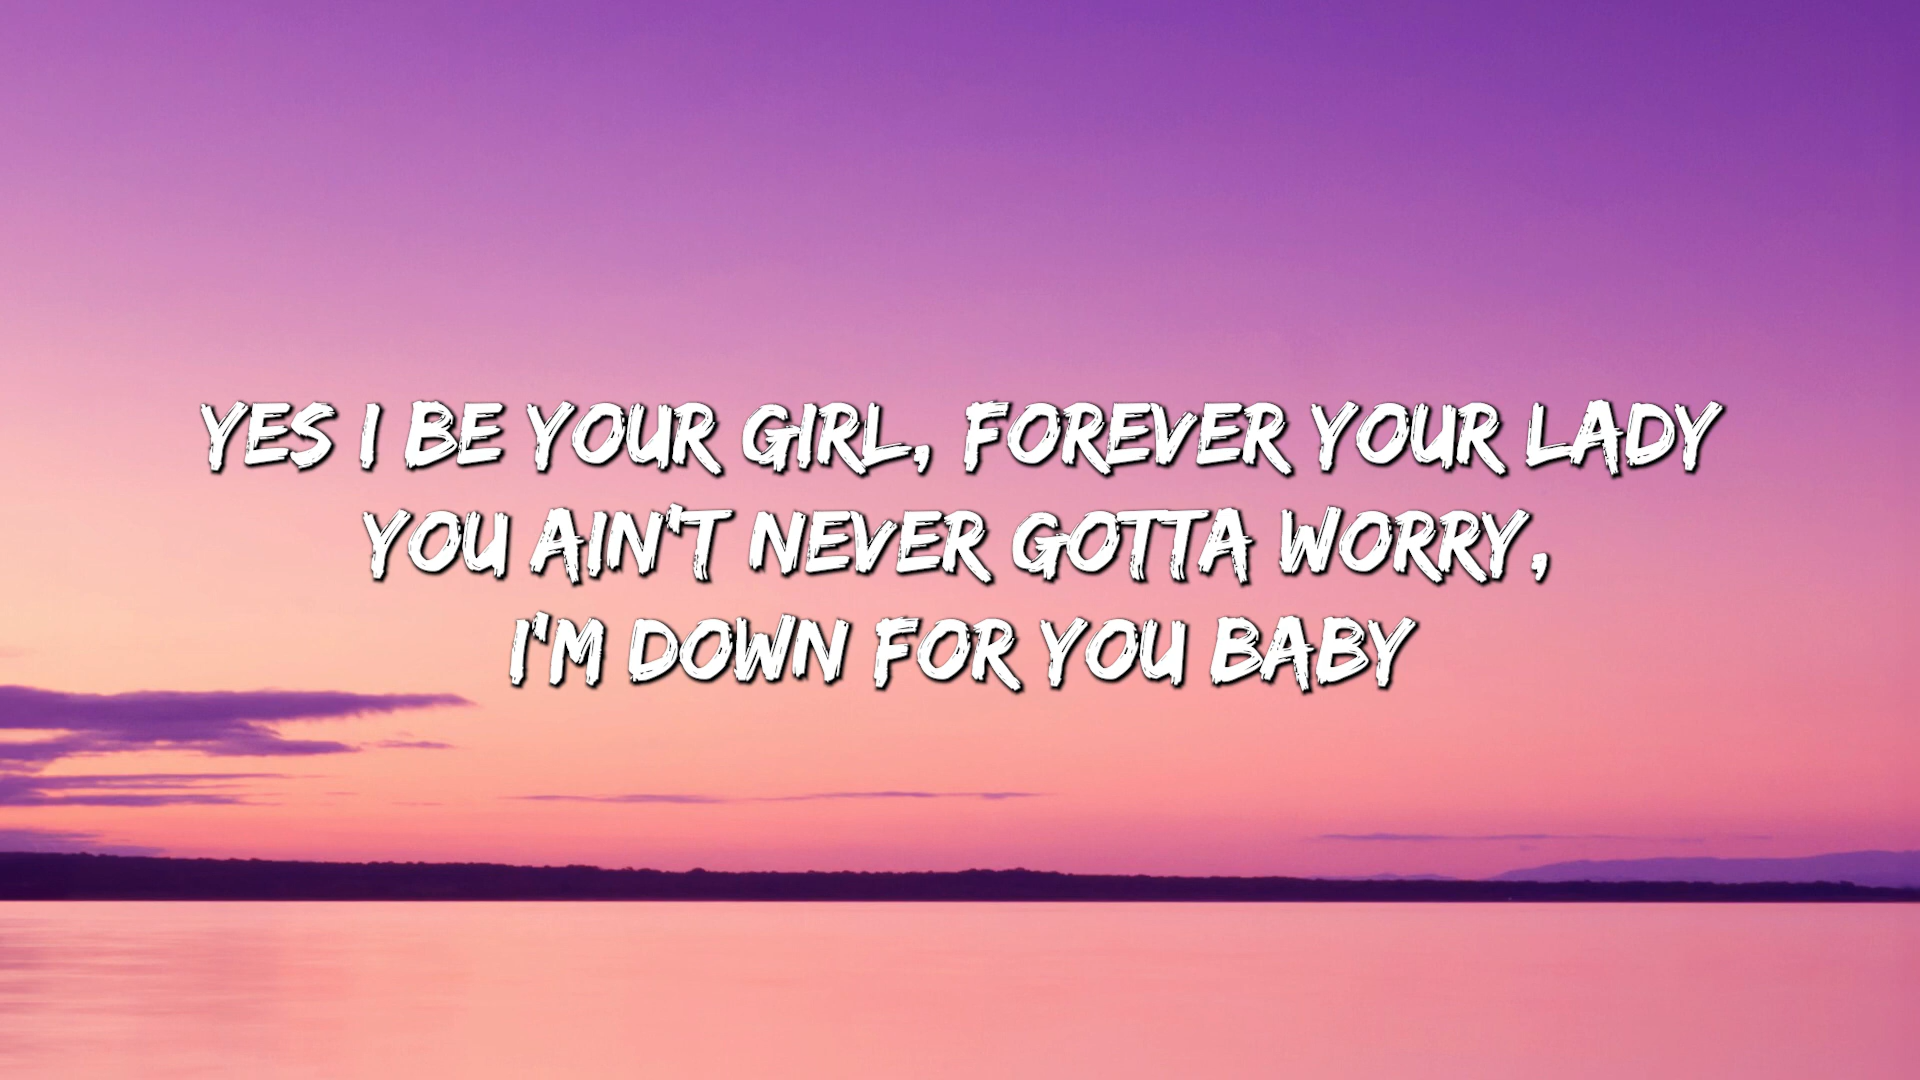 YES I BE YOUR GIRL, FOREVER YOUR LADY
YOU AIN'T NEVER GOTTA WORRY,
I'M DOWN FOR YOU BABY